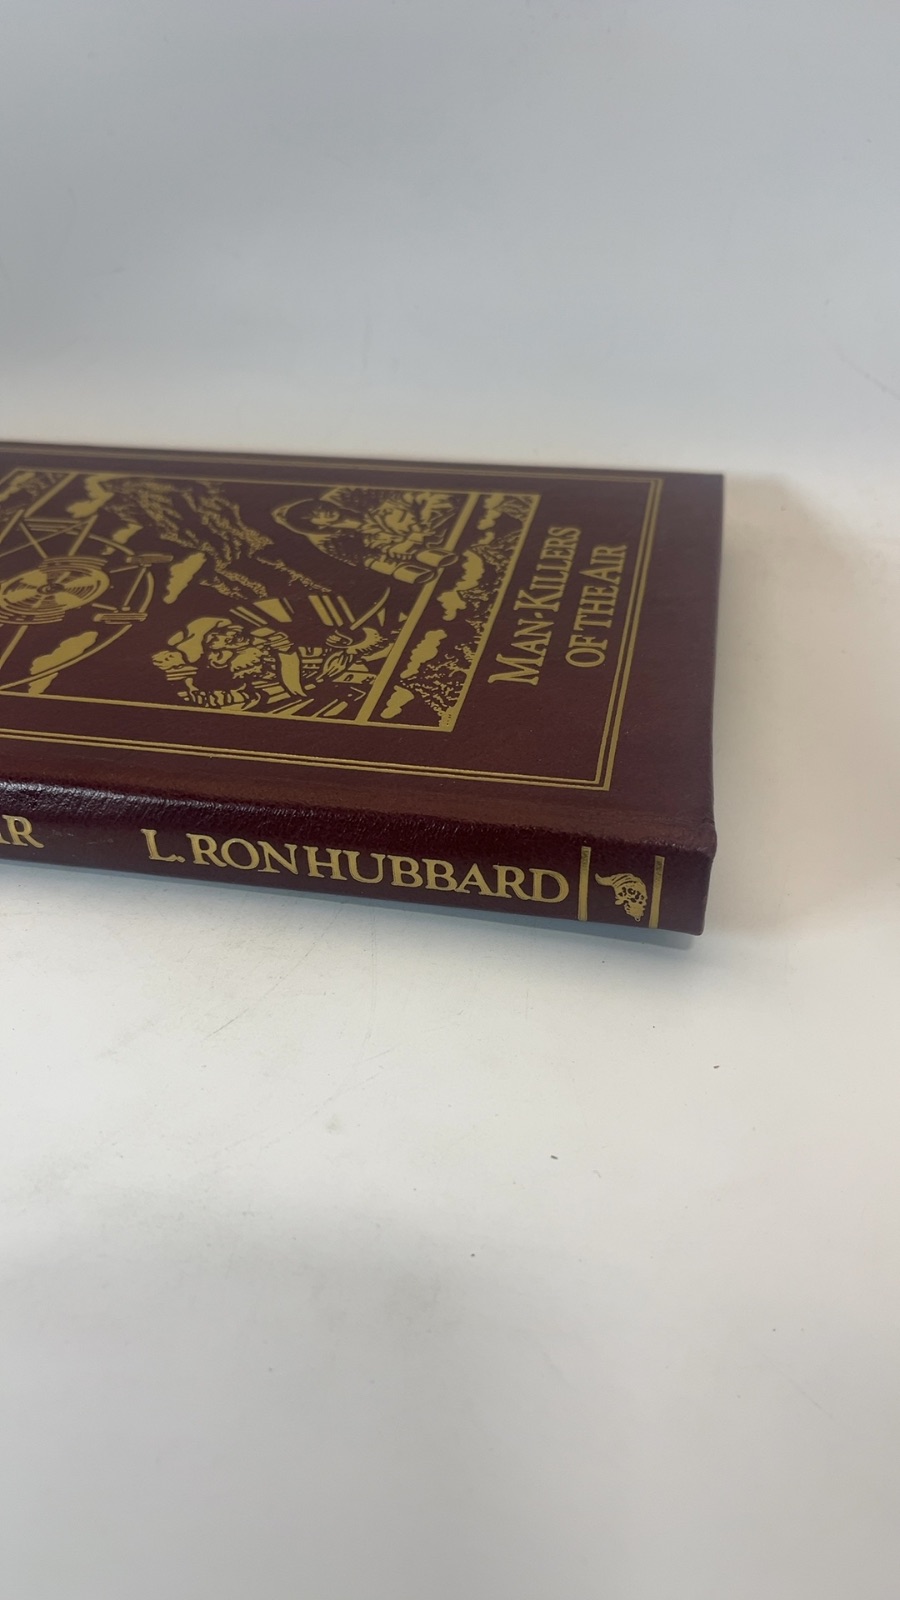 MAN-KILLERS
OF THE AIR
IR
L. RON HUBBARD